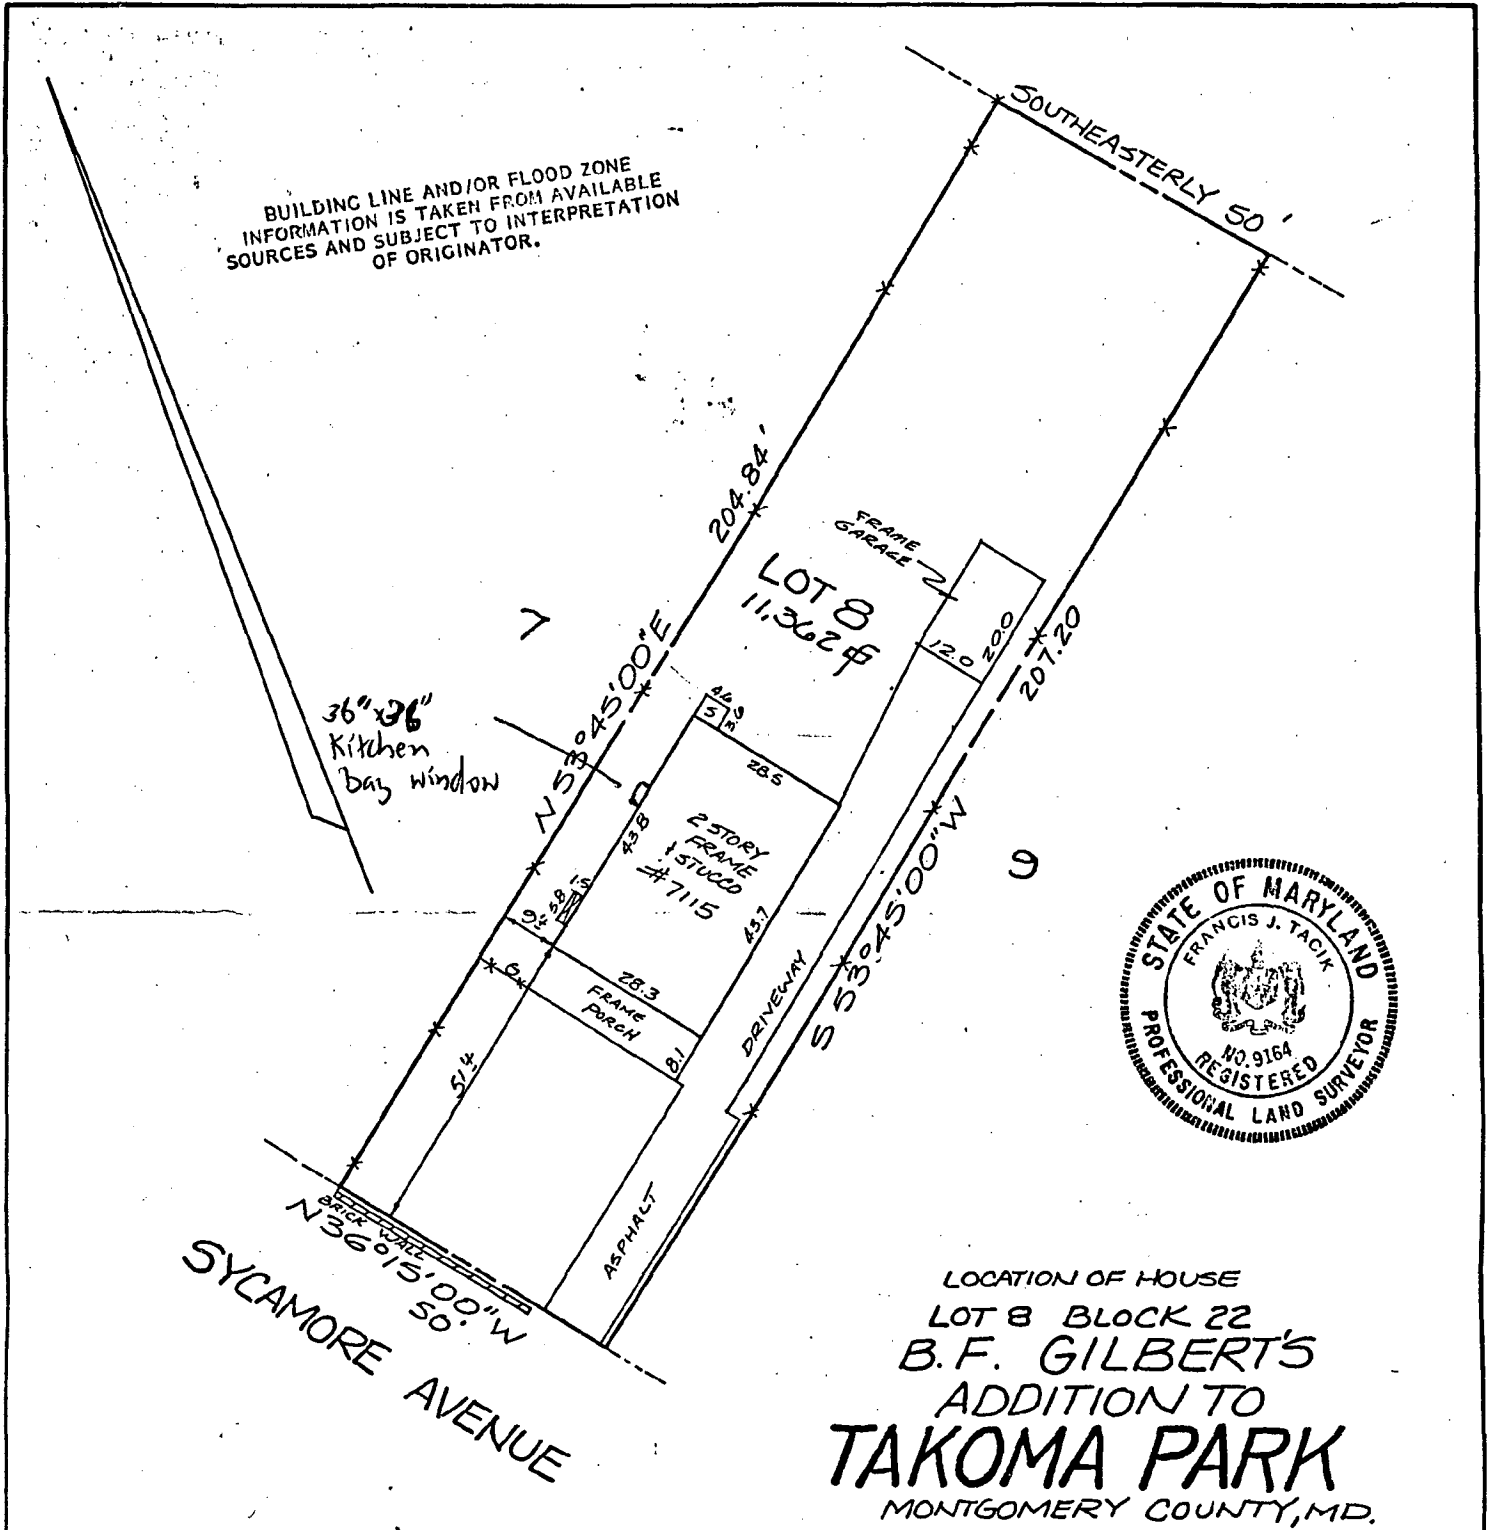 BUILDING LINE AND/OR FLOOD ZONE
INFORMATION IS TAKEN FROM AVAILABLE
SOURCES AND SUBJECT TO INTERPRETATION
OF ORIGINATOR.
SOUTHEASTERLY 50'
204.84'
FRAME
GARAGE
LOT 8
11,362
7
12.0
20.0
207.20
N 53°45'00"E
36"x36"
Kitchen
bay window
S
28.5
43.8
2 STORY
FRAME
& STUCCO
#7115
S 53°45'00"W
9
1.5
5.8
43.7
28.3
FRAME
PORCH
8.1
DRIVEWAY
51.4
ASPHALT
BRICK WALL
N36°15'00"W
50'
SYCAMORE AVENUE
STATE OF MARYLAND
FRANCIS J. TACIK
NO. 9164
REGISTERED
PROFESSIONAL LAND SURVEYOR
LOCATION OF HOUSE
LOT 8 BLOCK 22
B.F. GILBERT'S
ADDITION TO
TAKOMA PARK
MONTGOMERY COUNTY, MD.